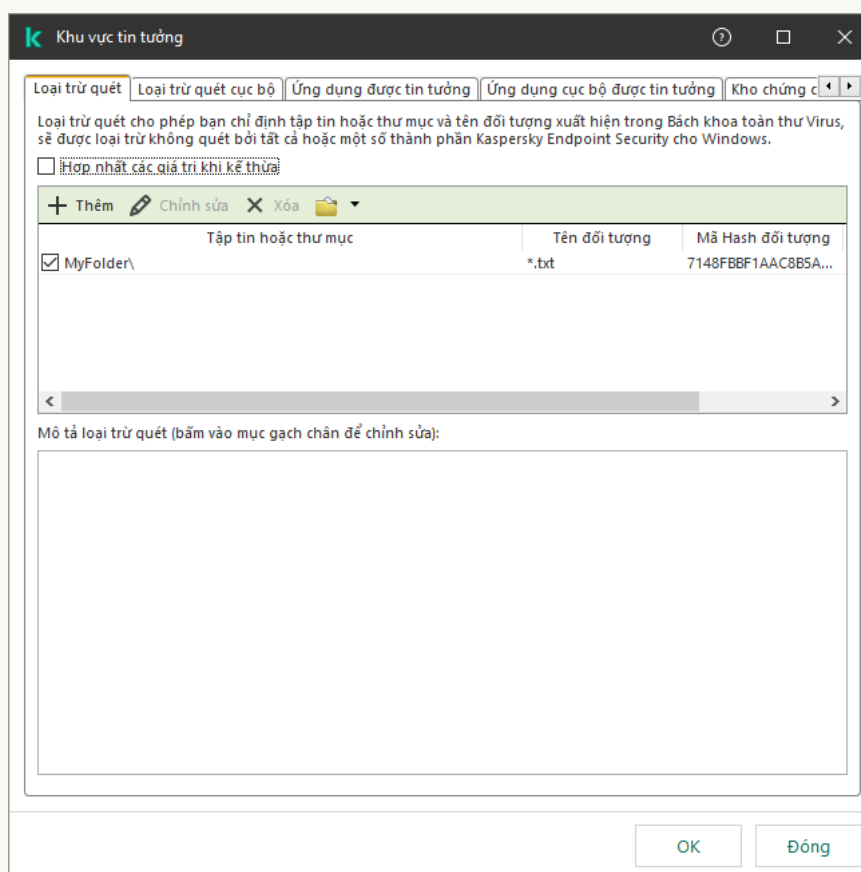 Khu vực tin tưởng
Loại trừ quét Loại trừ quét cục bộ Ứng dụng được tin tưởng Ứng dụng cục bộ được tin tưởng Kho chứng c
Loại trừ quét cho phép bạn chỉ định tập tin hoặc thư mục và tên đối tượng xuất hiện trong Bách khoa toàn thư Virus,
sẽ được loại trừ không quét bởi tất cả hoặc một số thành phần Kaspersky Endpoint Security cho Windows.
Hợp nhất các giá trị khi kế thừa
Thêm Chỉnh sửa Xóa
Tập tin hoặc thư mục Tên đối tượng Mã Hash đối tượng
MyFolder\ *.txt 7148FBBF1AAC8B5A...
Mô tả loại trừ quét (bấm vào mục gạch chân để chỉnh sửa):
OK Đóng